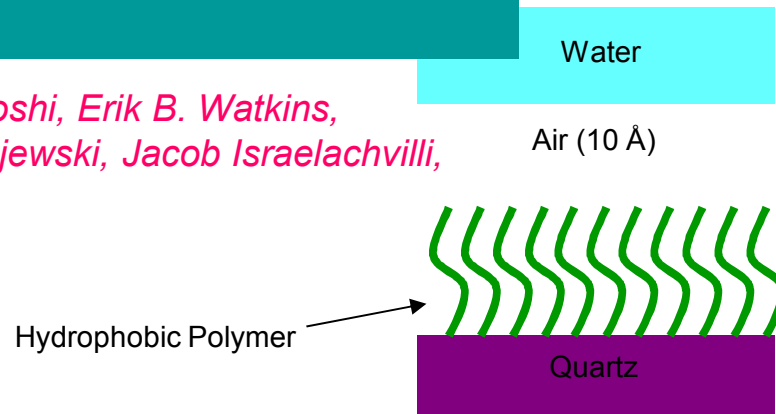 Water
oshi, Erik B. Watkins,
jewski, Jacob Israelachvilli,
Air (10 Å)
Hydrophobic Polymer
Quartz